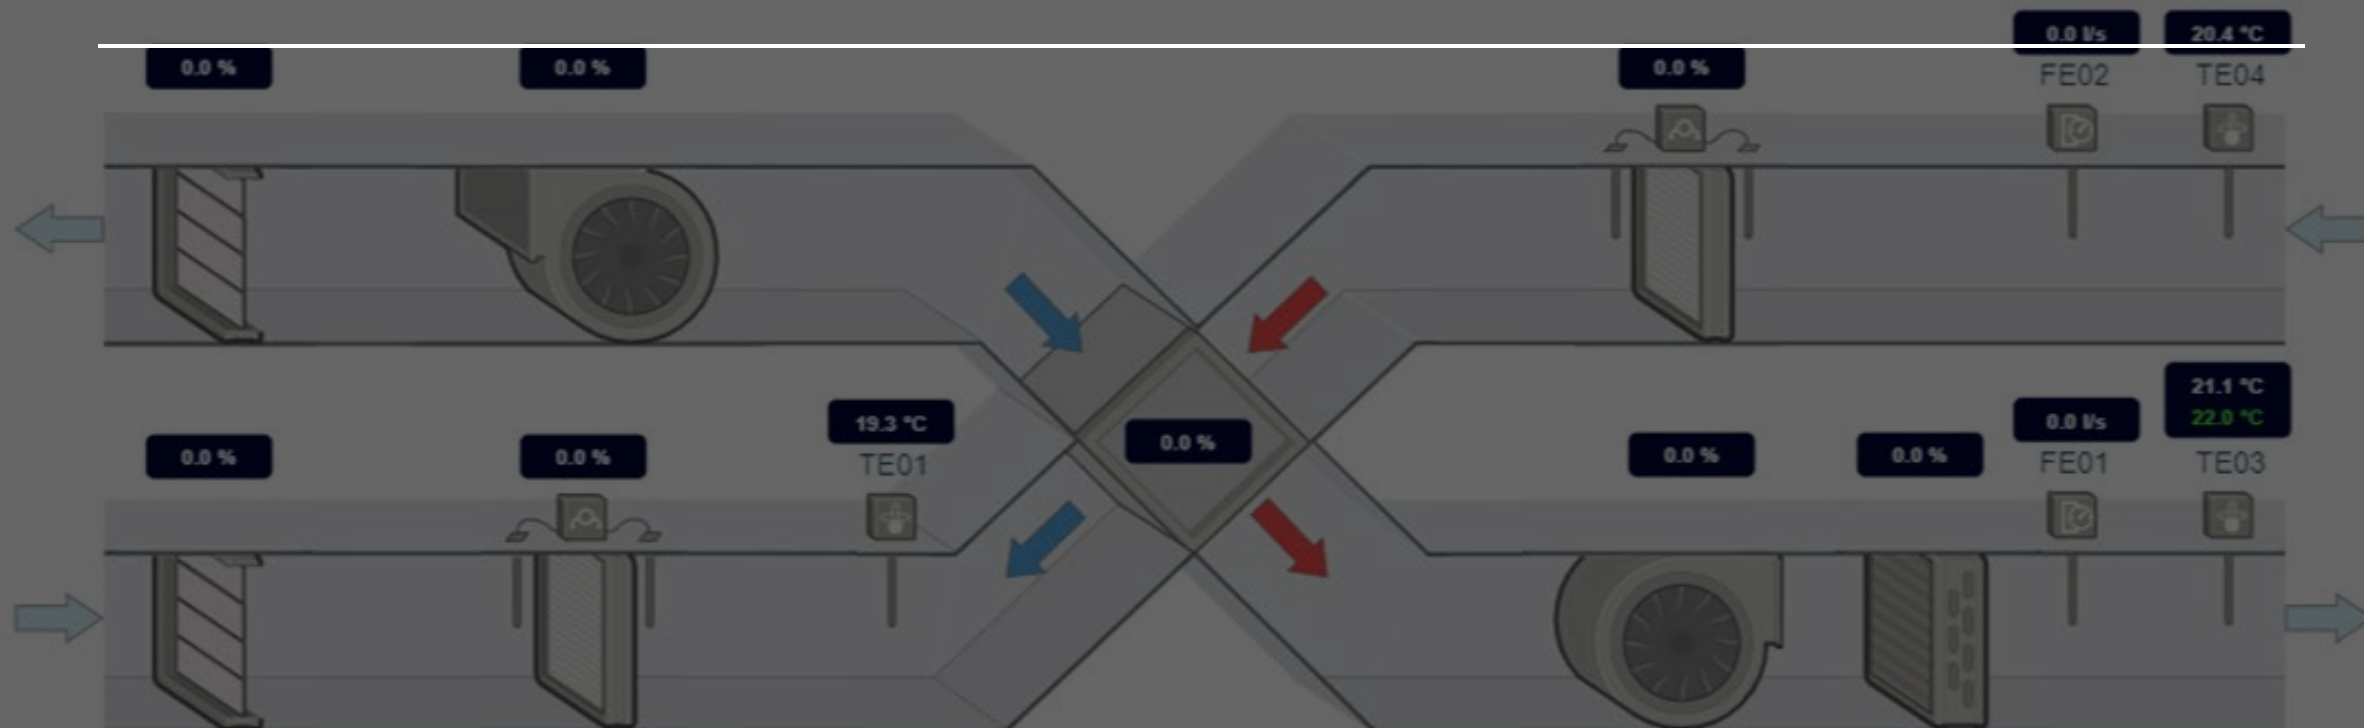 0.0 l/s 20.4 °C
0.0 % 0.0 % 0.0 % FE02 TE04
21.1 °C
19.3 °C 0.0 l/s 22.0 °C
0.0 % 0.0 % TE01 0.0 % 0.0 % 0.0 % FE01 TE03